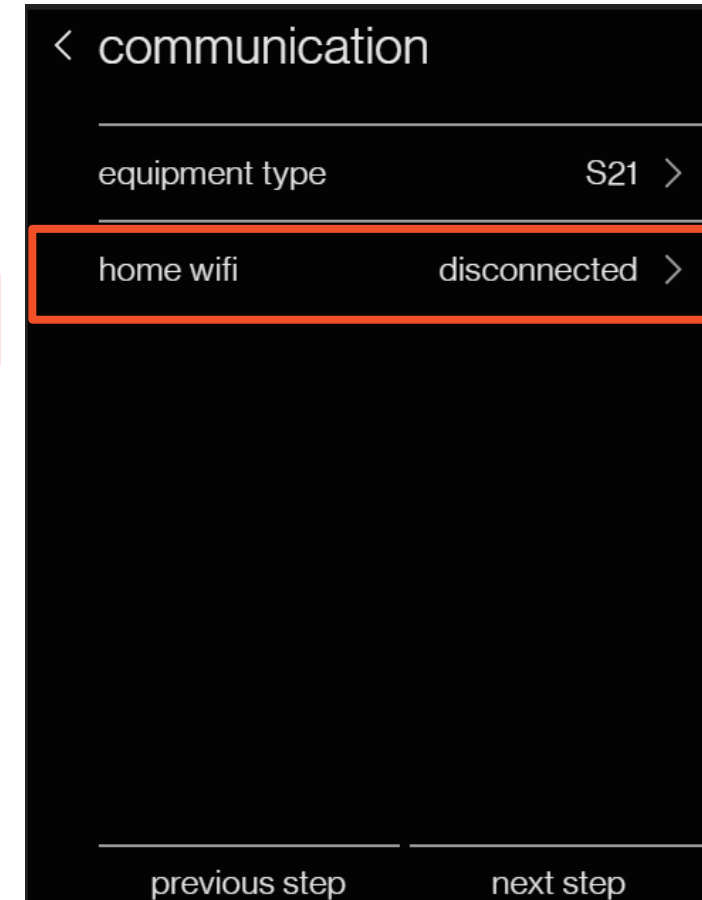 communication
equipment type S21
home wifi disconnected
previous step next step